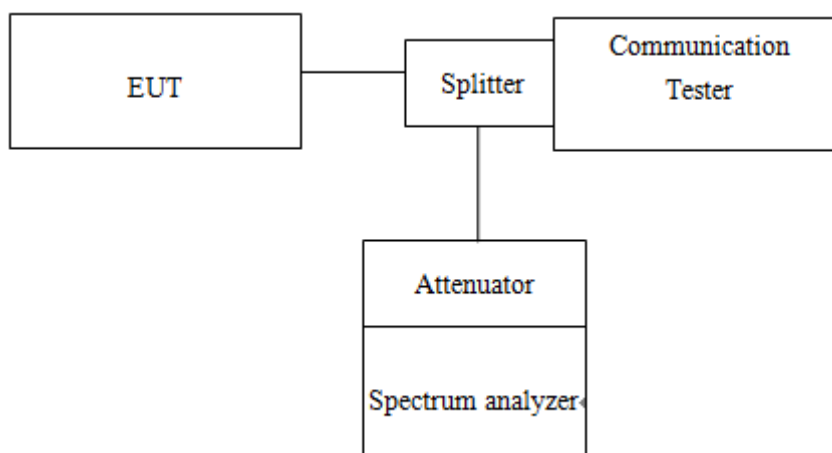 EUT
Splitter
Communication
Tester
Attenuator
Spectrum analyzer